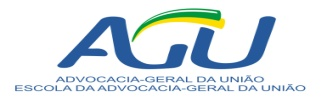 AGU
ADVOCACIA-GERAL DA UNIÃO
ESCOLA DA ADVOCACIA-GERAL DA UNIÃO